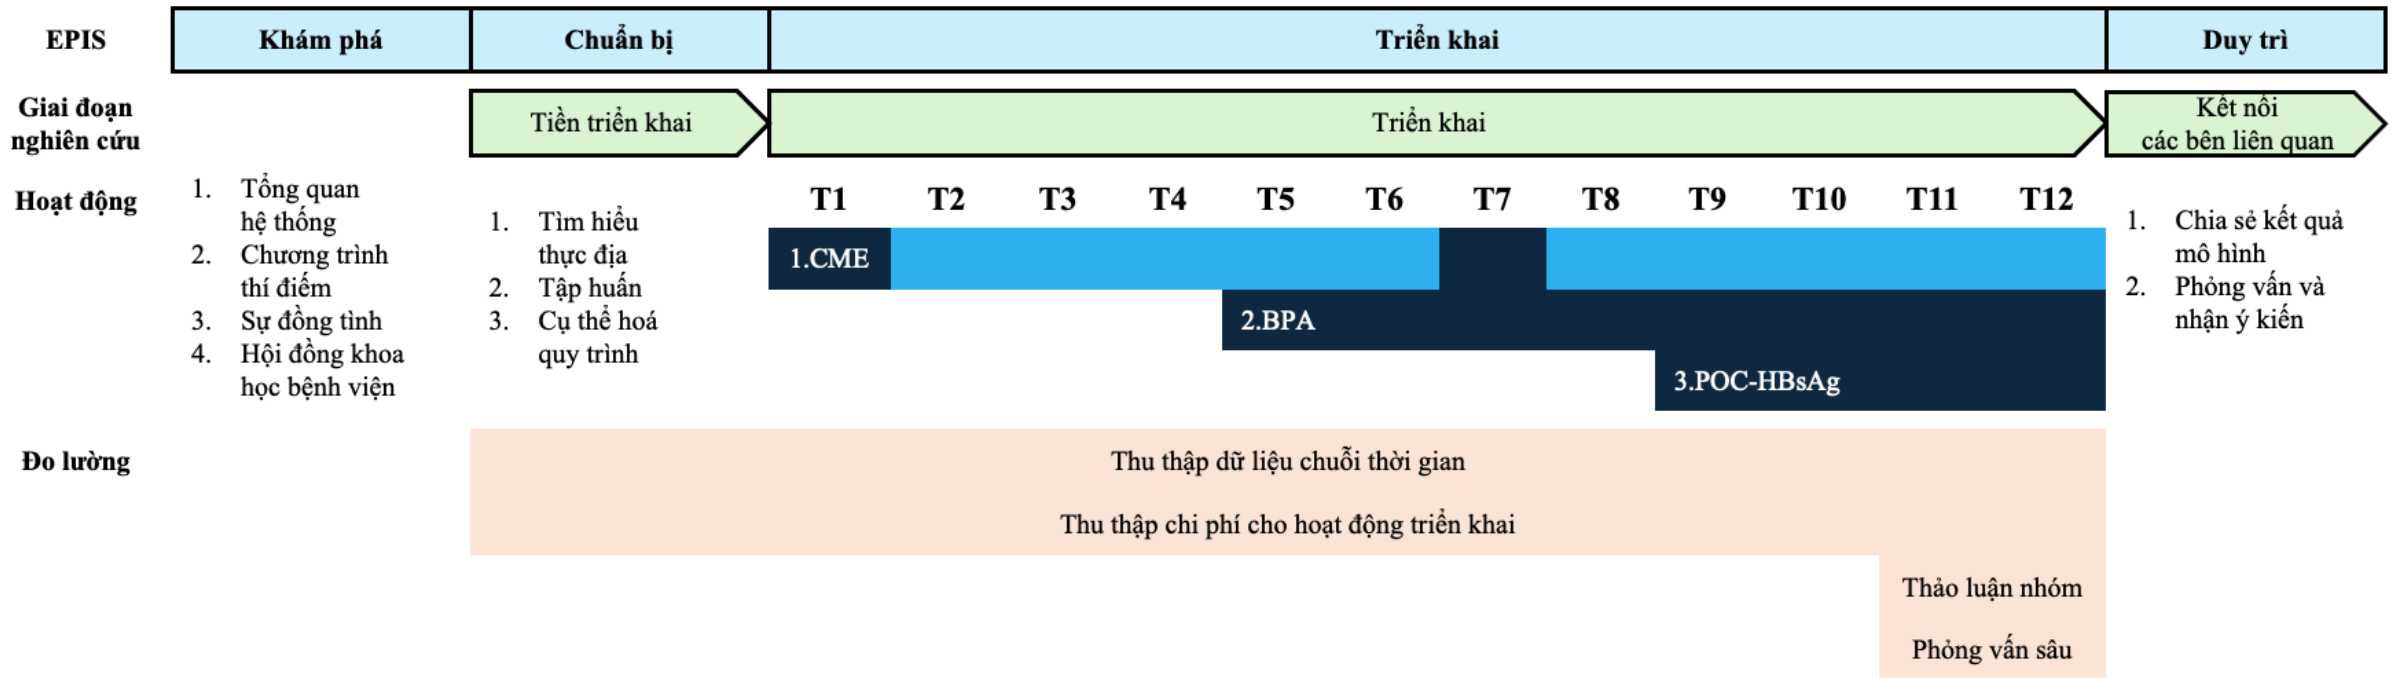 EPIS
Khám phá
Chuẩn bị
Triển khai
Duy trì
Giai đoạn
nghiên cứu
Tiền triển khai
Triển khai
Kết nối
các bên liên quan
Hoạt động
1. Tổng quan
hệ thống
2. Chương trình
thí điểm
3. Sự đồng tình
4. Hội đồng khoa
học bệnh viện
1. Tìm hiểu
thực địa
2. Tập huấn
3. Cụ thể hoá
quy trình
T1 T2 T3 T4 T5 T6 T7 T8 T9 T10 T11 T12
1.CME
2.BPA
3.POC-HBsAg
1. Chia sẻ kết quả
mô hình
2. Phỏng vấn và
nhận ý kiến
Đo lường
Thu thập dữ liệu chuỗi thời gian
Thu thập chi phí cho hoạt động triển khai
Thảo luận nhóm
Phỏng vấn sâu